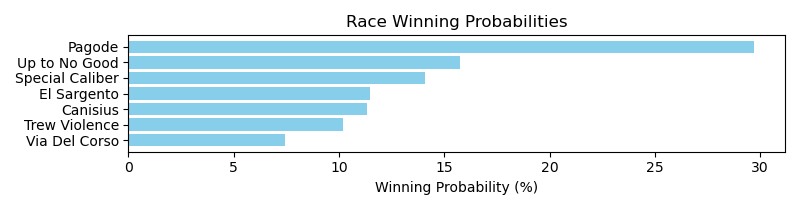 Race Winning Probabilities
Pagode
Up to No Good
Special Caliber
El Sargento
Canisius
Trew Violence
Via Del Corso
0 5 10 15 20 25 30
Winning Probability (%)